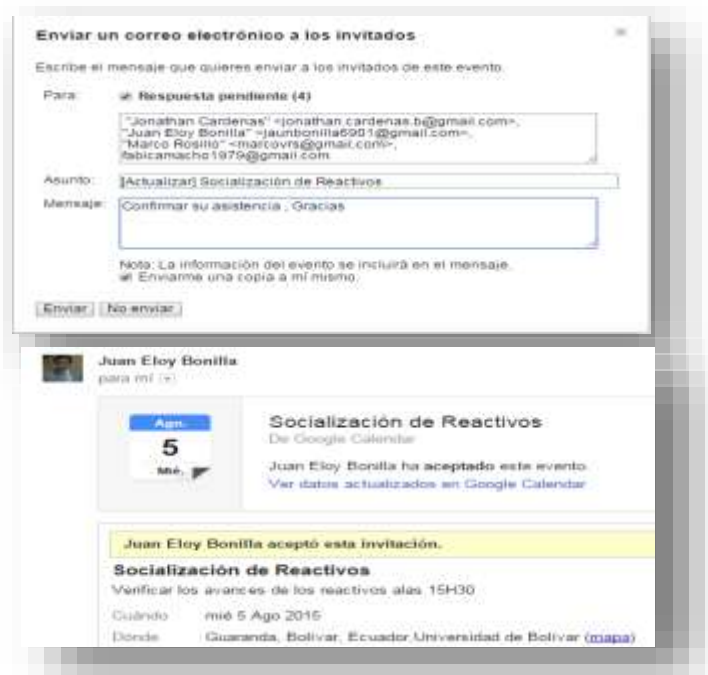 Enviar un correo electrónico a los invitados
Escribe el mensaje que quieres enviar a los invitados de este evento.
Para: Respuesta pendiente (4)
"Jonathan Cardenas" <jonathan.cardenas.b@gmail.com>,
"Juan Eloy Bonilla" <jaunbonilla6981@gmail.com>,
"Marco Rosillo" <marcovrs@gmail.com>,
fabicamacho1979@gmail.com
Asunto: [Actualizar] Socialización de Reactivos
Mensaje: Confirmar su asistencia , Gracias
Nota: La información del evento se incluirá en el mensaje.
Enviarme una copia a mí mismo.
Enviar No enviar
Juan Eloy Bonilla
para mí
Ago.
5
Mié.
Socialización de Reactivos
De Google Calendar
Juan Eloy Bonilla ha aceptado este evento
Ver datos actualizados en Google Calendar
Juan Eloy Bonilla aceptó esta invitación.
Socialización de Reactivos
Verificar los avances de los reactivos alas 15H30
Cuándo mié 5 Ago 2015
Dónde Guaranda, Bolivar, Ecuador,Universidad de Bolivar (mapa)